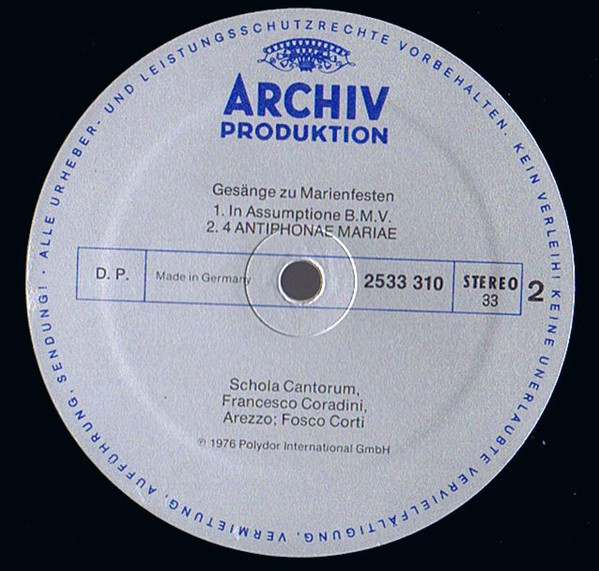 ALLE URHEBER- UND LEISTUNGSSCHUTZRECHTE VORBEHALTEN. KEIN VERLEIH! KEINE UNERLAUBTE VERVIELFÄLTIGUNG, VERMIETUNG, AUFFÜHRUNG, SENDUNG! ·
ARCHIV
PRODUKTION
Gesänge zu Marienfesten
1. In Assumptione B.M.V.
2. 4 ANTIPHONAE MARIAE
D. P.
Made in Germany
2533 310
STEREO
33
2
Schola Cantorum,
Francesco Coradini,
Arezzo; Fosco Corti
℗ 1976 Polydor International GmbH